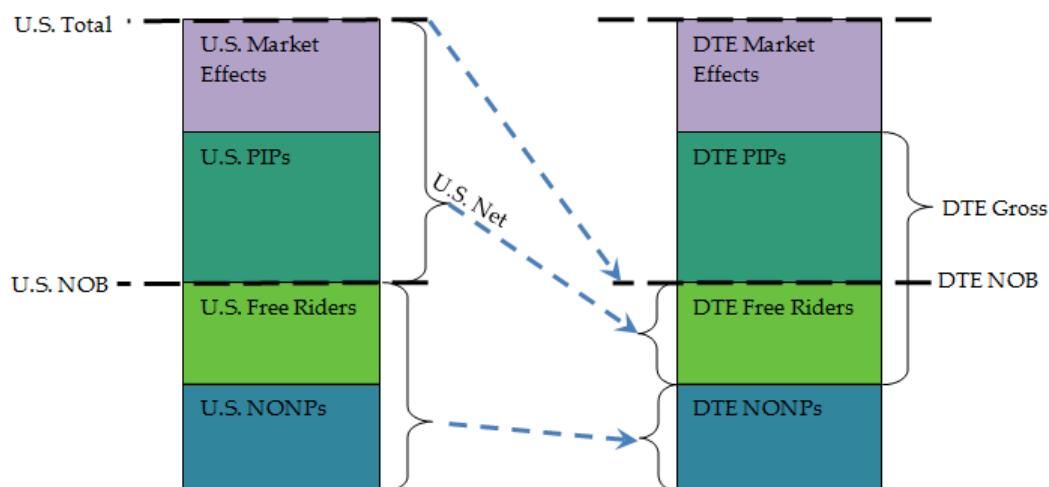 U.S. Total
U.S. Market
Effects
DTE Market
Effects
U.S. PIPs
DTE PIPs
U.S. Net
DTE Gross
U.S. NOB
DTE NOB
U.S. Free Riders
DTE Free Riders
U.S. NONPs
DTE NONPs